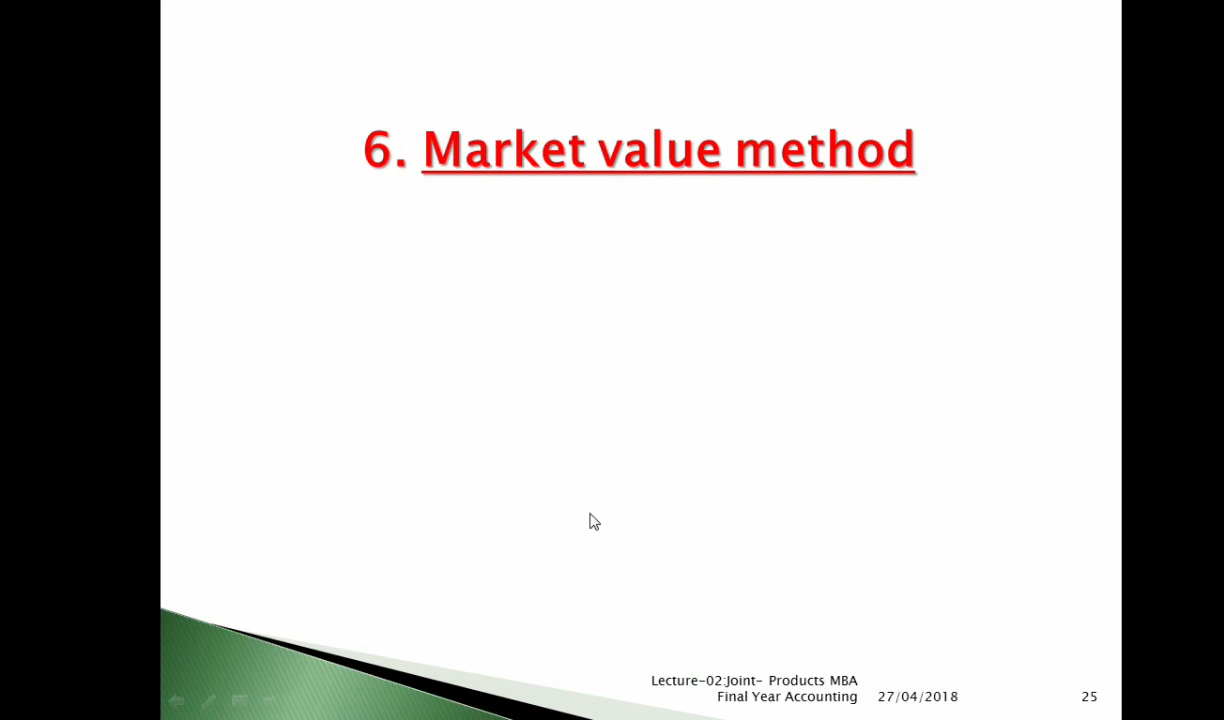 6. Market value method
Lecture-02:Joint- Products MBA
Final Year Accounting 27/04/2018 25